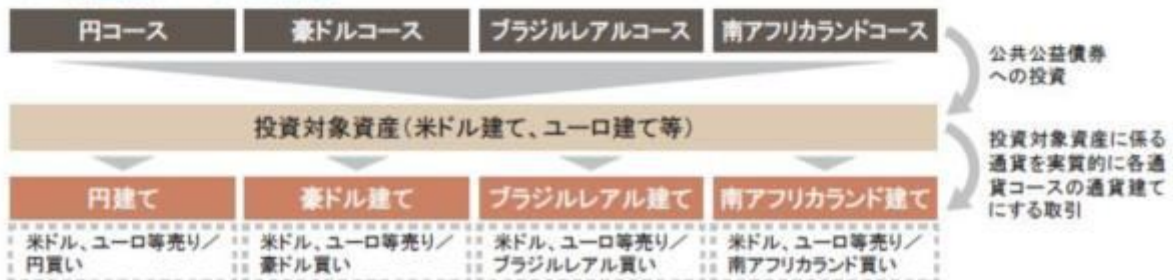 円コース
豪ドルコース
ブラジルレアルコース
南アフリカランドコース
公共公益債券
への投資
投資対象資産(米ドル建て、ユーロ建て等)
投資対象資産に係る
通貨を実質的に各通
貨コースの通貨建て
にする取引
円建て
豪ドル建て
ブラジルレアル建て
南アフリカランド建て
米ドル、ユーロ等売り/
円買い
米ドル、ユーロ等売り/
豪ドル買い
米ドル、ユーロ等売り/
ブラジルレアル買い
米ドル、ユーロ等売り/
南アフリカランド買い